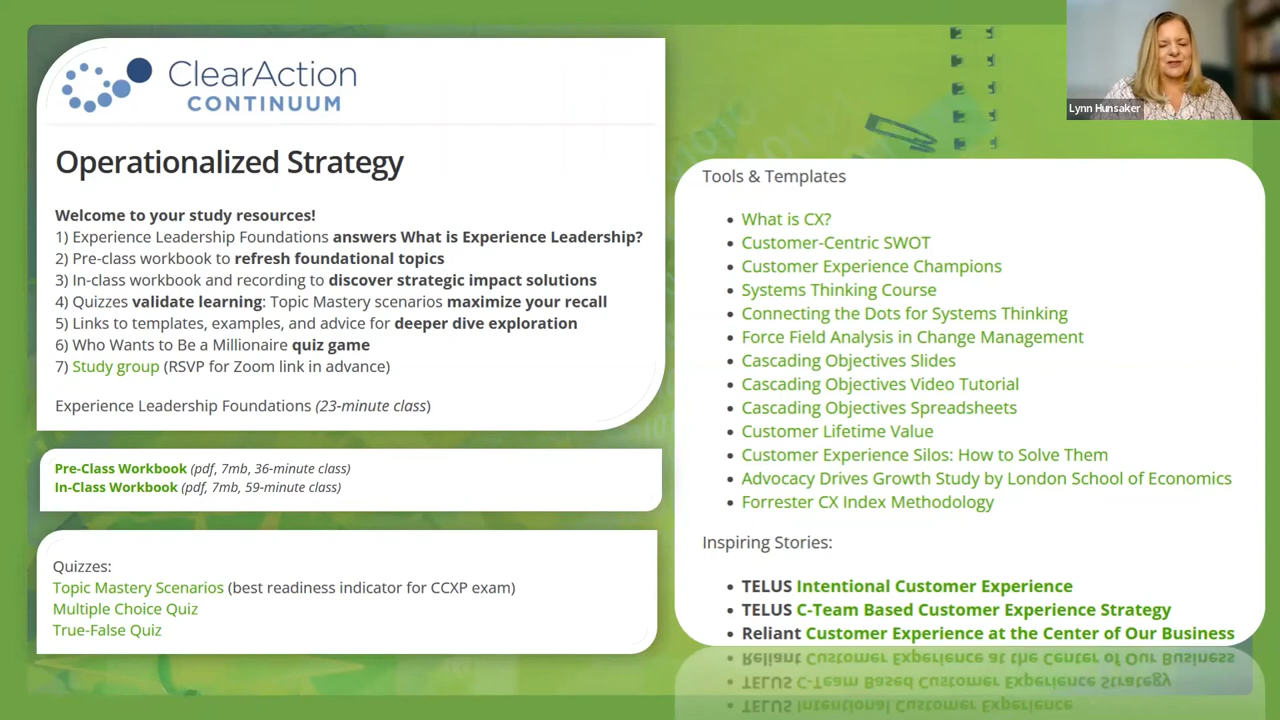 ClearAction
CONTINUUM
Operationalized Strategy
Welcome to your study resources!
1) Experience Leadership Foundations answers What is Experience Leadership?
2) Pre-class workbook to refresh foundational topics
3) In-class workbook and recording to discover strategic impact solutions
4) Quizzes validate learning: Topic Mastery scenarios maximize your recall
5) Links to templates, examples, and advice for deeper dive exploration
6) Who Wants to Be a Millionaire quiz game
7) Study group (RSVP for Zoom link in advance)
Experience Leadership Foundations (23-minute class)
Pre-Class Workbook (pdf, 7mb, 36-minute class)
In-Class Workbook (pdf, 7mb, 59-minute class)
Quizzes:
Topic Mastery Scenarios (best readiness indicator for CCXP exam)
Multiple Choice Quiz
True-False Quiz
Lynn Hunsaker
Tools & Templates
• What is CX?
• Customer-Centric SWOT
• Customer Experience Champions
• Systems Thinking Course
• Connecting the Dots for Systems Thinking
• Force Field Analysis in Change Management
• Cascading Objectives Slides
• Cascading Objectives Video Tutorial
• Cascading Objectives Spreadsheets
• Customer Lifetime Value
• Customer Experience Silos: How to Solve Them
• Advocacy Drives Growth Study by London School of Economics
• Forrester CX Index Methodology
Inspiring Stories:
• TELUS Intentional Customer Experience
• TELUS C-Team Based Customer Experience Strategy
• Reliant Customer Experience at the Center of Our Business